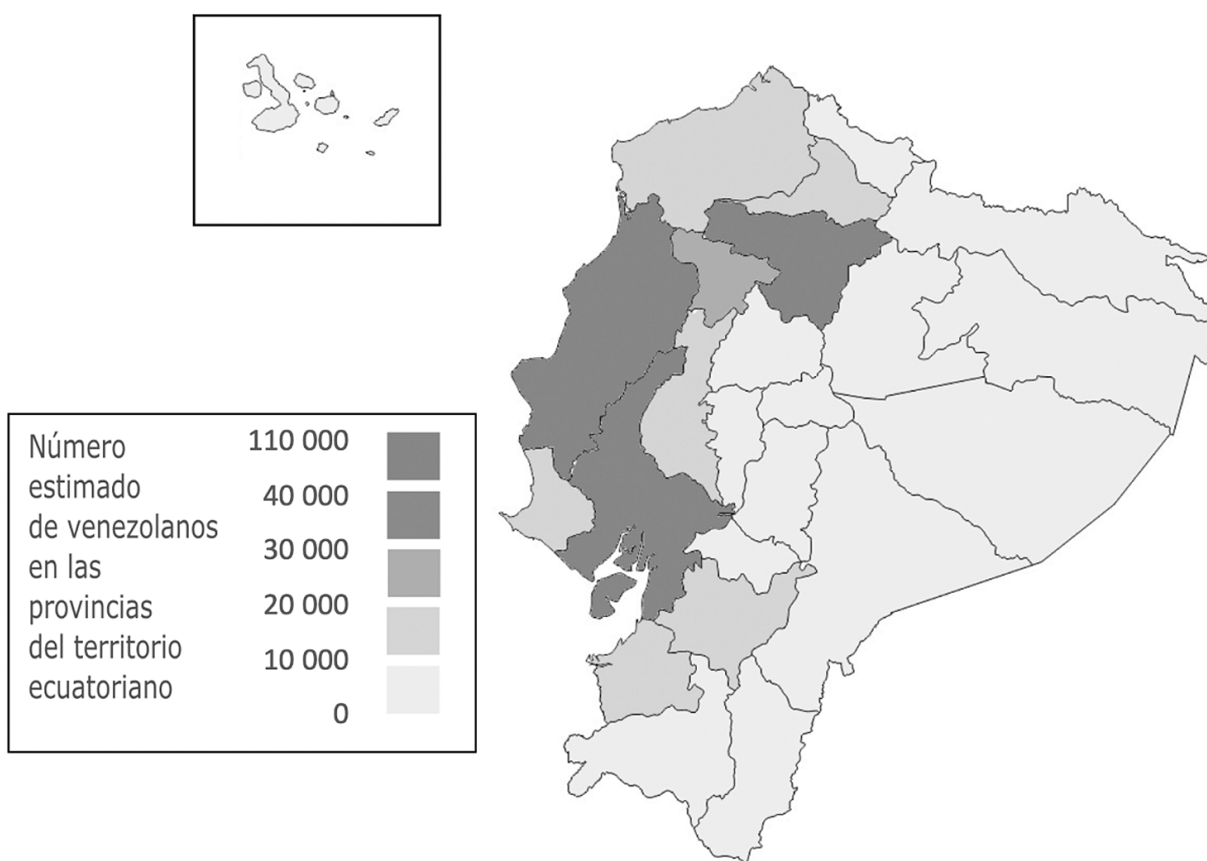 Número
estimado
de venezolanos
en las
provincias
del territorio
ecuatoriano
110 000
40 000
30 000
20 000
10 000
0